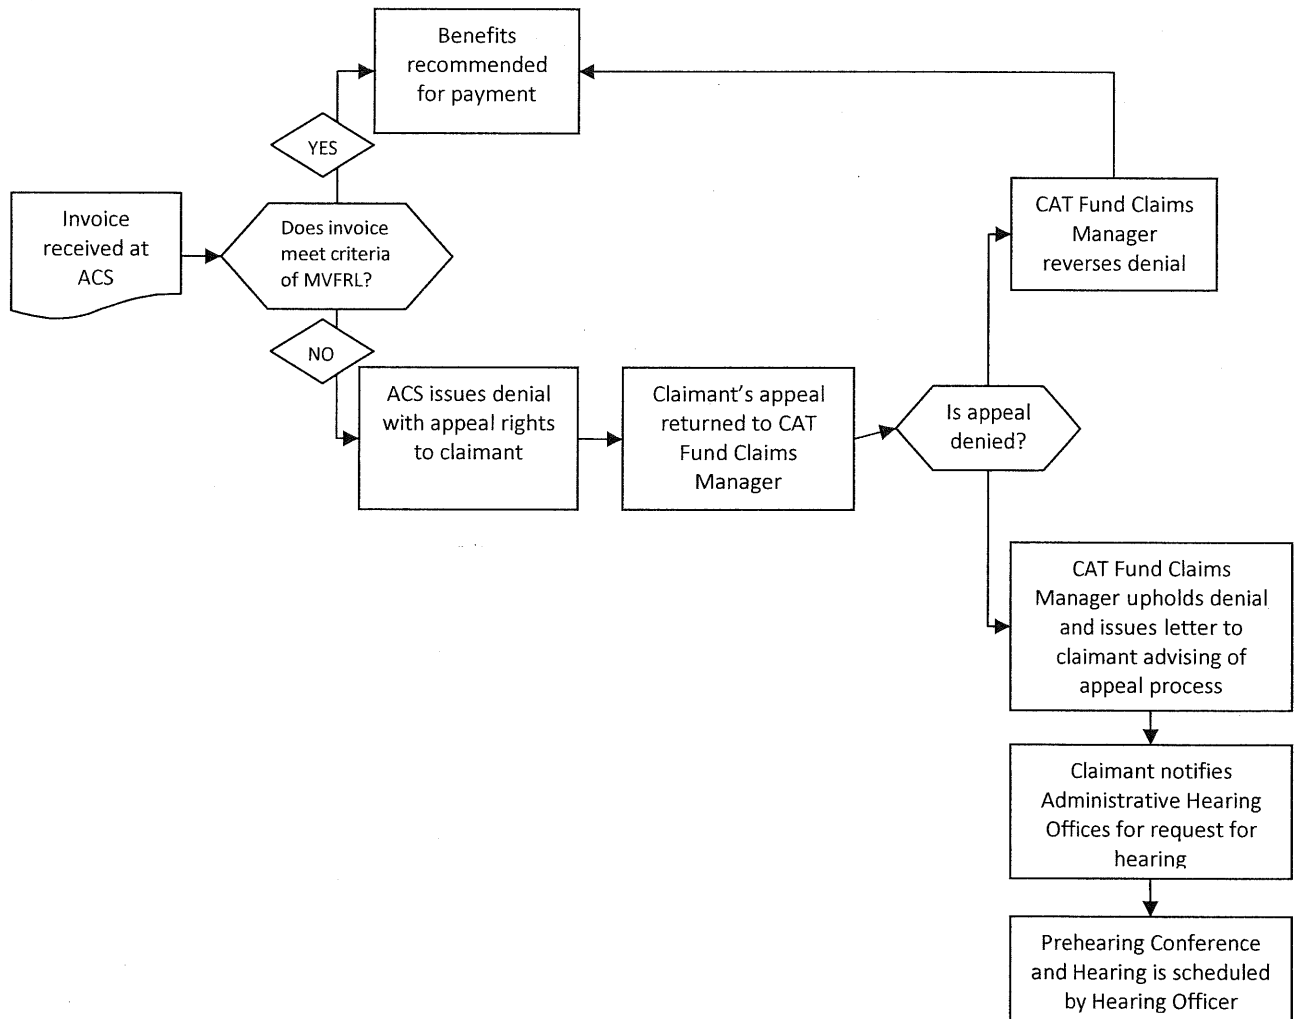 Benefits
recommended
for payment
YES
Invoice
received at
ACS
Does invoice
meet criteria
of MVFRL?
NO
ACS issues denial
with appeal rights
to claimant
Claimant's appeal
returned to CAT
Fund Claims
Manager
Is appeal
denied?
CAT Fund Claims
Manager
reverses denial
CAT Fund Claims
Manager upholds denial
and issues letter to
claimant advising of
appeal process
Claimant notifies
Administrative Hearing
Offices for request for
hearing
Prehearing Conference
and Hearing is scheduled
by Hearing Officer